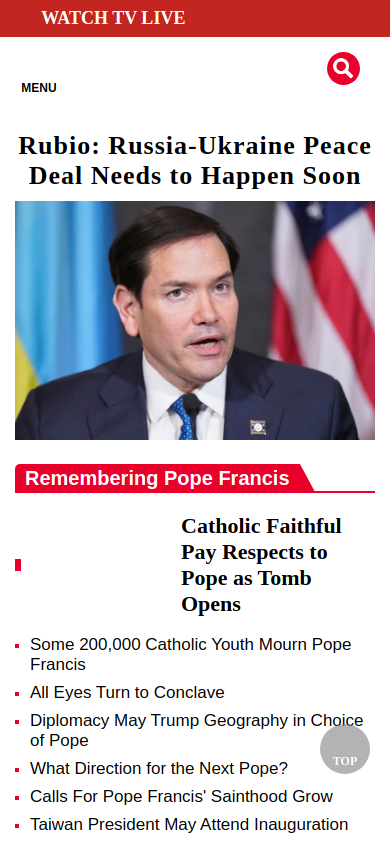 WATCH TV LIVE
MENU
Rubio: Russia-Ukraine Peace
Deal Needs to Happen Soon
Remembering Pope Francis
Catholic Faithful
Pay Respects to
Pope as Tomb
Opens
Some 200,000 Catholic Youth Mourn Pope
Francis
All Eyes Turn to Conclave
Diplomacy May Trump Geography in Choice
of Pope
What Direction for the Next Pope?
TOP
Calls For Pope Francis' Sainthood Grow
Taiwan President May Attend Inauguration